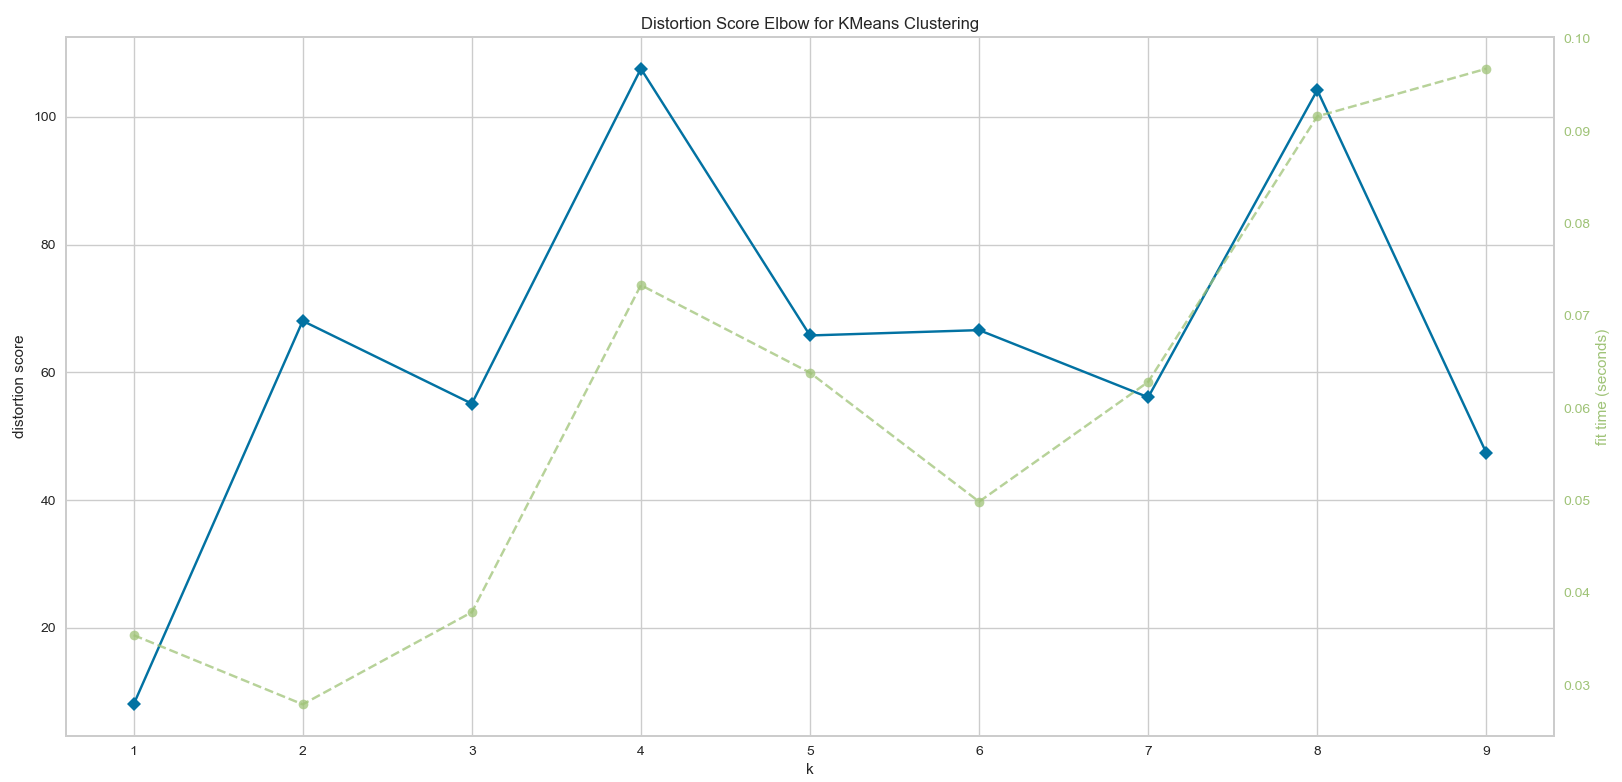 Distortion Score Elbow for KMeans Clustering
distortion score
100
80
60
40
20
0.10
0.09
0.08
0.07
0.06
0.05
0.04
0.03
fit time (seconds)
1 2 3 4 5 6 7 8 9
k